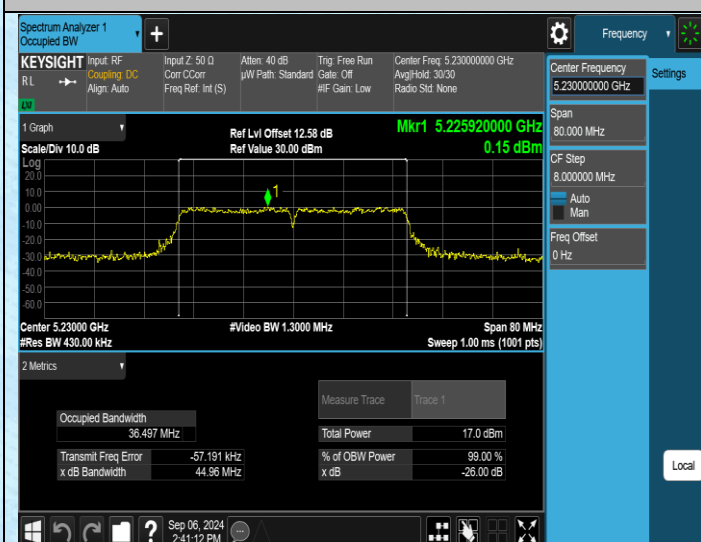 Spectrum Analyzer 1
Occupied BW
Frequency
KEYSIGHT
RL
LXI
Input: RF
Coupling: DC
Align: Auto
Input Z: 50 Ω
Corr CCorr
Freq Ref: Int (S)
Atten: 40 dB
µW Path: Standard
Trig: Free Run
Gate: Off
#IF Gain: Low
Center Freq: 5.230000000 GHz
Avg|Hold: 30/30
Radio Std: None
Center Frequency
5.230000000 GHz
Settings
Span
80.000 MHz
CF Step
8.000000 MHz
Auto
Man
Freq Offset
0 Hz
Local
1 Graph
Scale/Div 10.0 dB
Ref Lvl Offset 12.58 dB
Ref Value 30.00 dBm
Mkr1 5.225920000 GHz
0.15 dBm
Log
20.0
10.0
0.00
-10.0
-20.0
-30.0
-40.0
-50.0
-60.0
1
Center 5.23000 GHz
#Res BW 430.00 kHz
#Video BW 1.3000 MHz
Span 80 MHz
Sweep 1.00 ms (1001 pts)
2 Metrics
Measure Trace
Trace 1
Occupied Bandwidth
36.497 MHz
Total Power
17.0 dBm
Transmit Freq Error
-57.191 kHz
% of OBW Power
99.00 %
x dB Bandwidth
44.96 MHz
x dB
-26.00 dB
?
Sep 06, 2024
2:41:12 PM